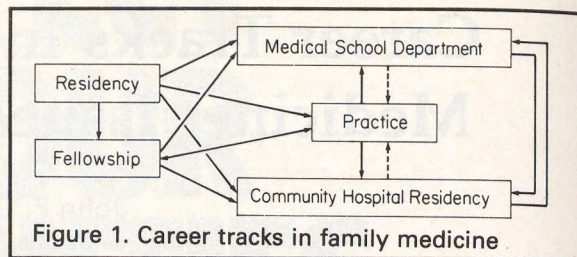 Medical School Department
Residency
Practice
Fellowship
Community Hospital Residency
Figure 1. Career tracks in family medicine